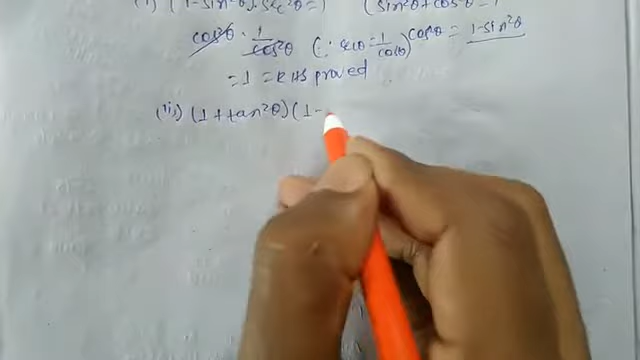 (i) (1-sin²θ) sec²θ = 1 (sin²θ + cos²θ = 1
cos²θ · 1/cos²θ (∵ secθ = 1/cosθ) cos²θ = 1-sin²θ
= 1 = RHS proved
(ii) (1+tan²θ)(1-